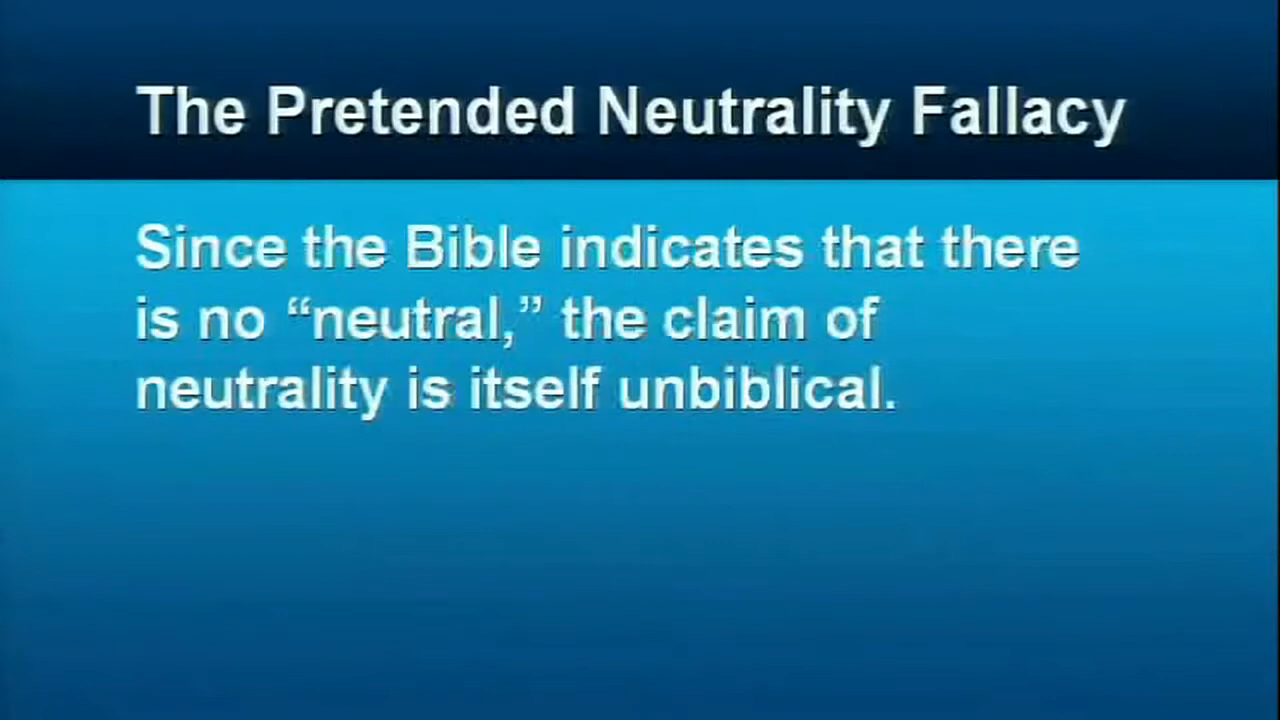 The Pretended Neutrality Fallacy
Since the Bible indicates that there
is no “neutral,” the claim of
neutrality is itself unbiblical.